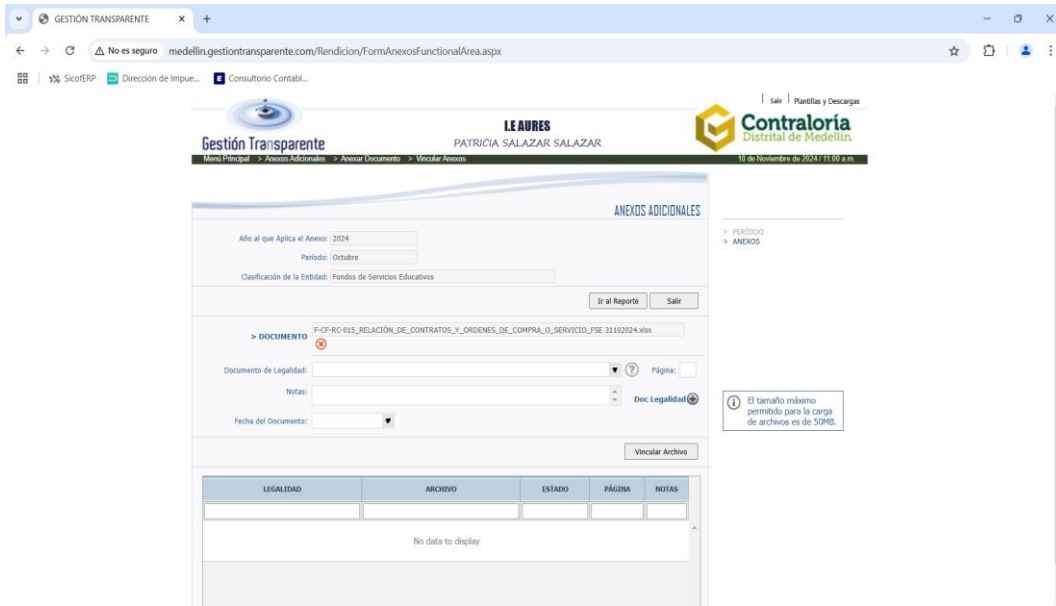 GESTIÓN TRANSPARENTE
No es seguro medellin.gestiontransparente.com/Rendicion/FormAnexosFunctionalArea.aspx
SicofERP Dirección de Impue... Consultorio Contabl...
Salir Plantillas y Descargas
Gestión Transparente
I.E AURES
PATRICIA SALAZAR SALAZAR
Contraloría
Distrital de Medellín
Menú Principal > Anexos Adicionales > Anexar Documento > Vincular Anexos
10 de Noviembre de 2024 / 11:00 a.m.
ANEXOS ADICIONALES
> PERÍODO
> ANEXOS
Año al que Aplica el Anexo: 2024
Período: Octubre
Clasificación de la Entidad: Fondos de Servicios Educativos
Ir al Reporte Salir
> DOCUMENTO F-CF-RC-015_RELACIÓN_DE_CONTRATOS_Y_ORDENES_DE_COMPRA_O_SERVICIO_FSE 31102024.xlsx
Documento de Legalidad: ? Página:
Notas: Doc Legalidad
Fecha del Documento:
El tamaño máximo
permitido para la carga
de archivos es de 50MB.
Vincular Archivo
LEGALIDAD ARCHIVO ESTADO PÁGINA NOTAS
No data to display